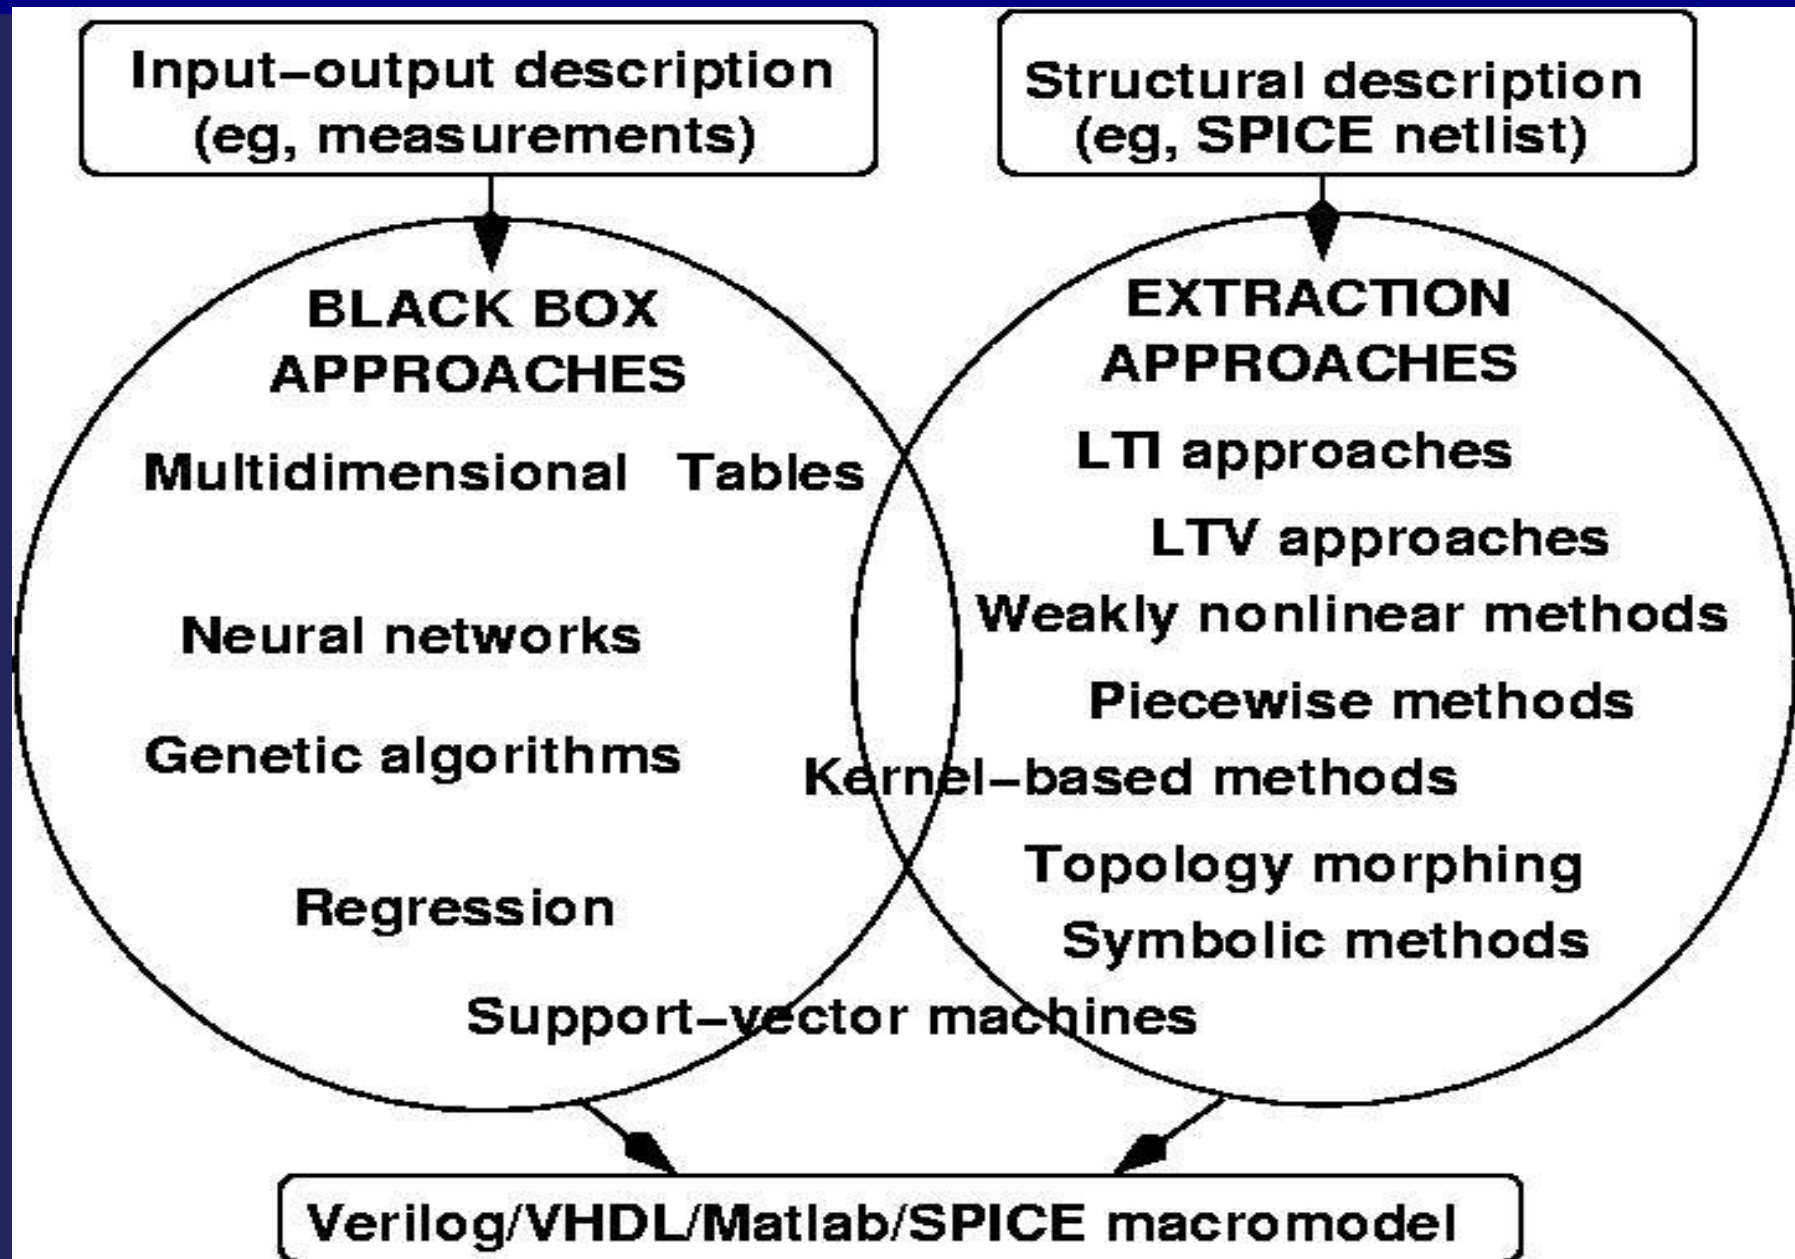 Input–output description
(eg, measurements)
Structural description
(eg, SPICE netlist)
BLACK BOX
APPROACHES
Multidimensional Tables
Neural networks
Genetic algorithms
Regression
EXTRACTION
APPROACHES
LTI approaches
LTV approaches
Weakly nonlinear methods
Piecewise methods
Kernel–based methods
Topology morphing
Symbolic methods
Support–vector machines
Verilog/VHDL/Matlab/SPICE macromodel